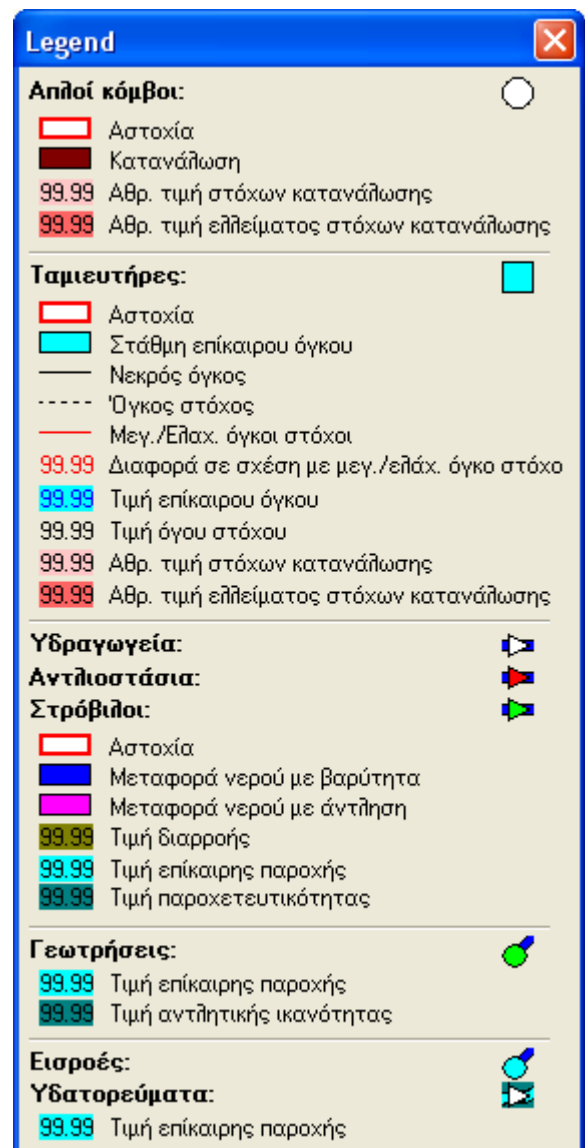 Legend
Απλοί κόμβοι:
Αστοχία
Κατανάλωση
99.99 Αθρ. τιμή στόχων κατανάλωσης
99.99 Αθρ. τιμή ελλείματος στόχων κατανάλωσης
Ταμιευτήρες:
Αστοχία
Στάθμη επίκαιρου όγκου
Νεκρός όγκος
Όγκος στόχος
Μεγ./Ελαχ. όγκοι στόχοι
99.99 Διαφορά σε σχέση με μεγ./ελάχ. όγκο στόχο
99.99 Τιμή επίκαιρου όγκου
99.99 Τιμή όγου στόχου
99.99 Αθρ. τιμή στόχων κατανάλωσης
99.99 Αθρ. τιμή ελλείματος στόχων κατανάλωσης
Υδραγωγεία:
Αντλιοστάσια:
Στρόβιλοι:
Αστοχία
Μεταφορά νερού με βαρύτητα
Μεταφορά νερού με άντληση
99.99 Τιμή διαρροής
99.99 Τιμή επίκαιρης παροχής
99.99 Τιμή παροχετευτικότητας
Γεωτρήσεις:
99.99 Τιμή επίκαιρης παροχής
99.99 Τιμή αντλητικής ικανότητας
Εισροές:
Υδατορεύματα:
99.99 Τιμή επίκαιρης παροχής